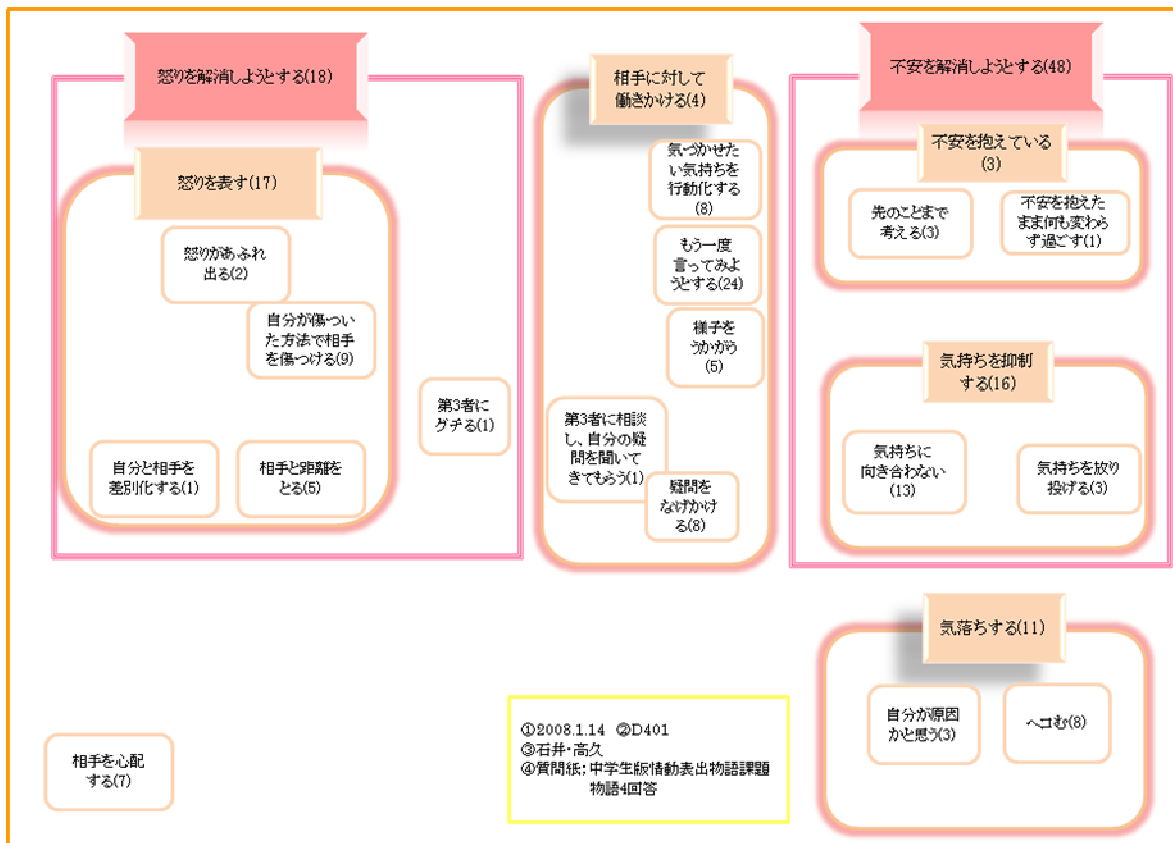 怒りを解消しようとする(18)
怒りを表す(17)
怒りがあふれ
出る(2)
自分が傷つい
た方法で相手
を傷つける(9)
自分と相手を
差別化する(1)
相手と距離を
とる(5)
第3者に
グチる(1)
相手に対して
働きかける(4)
気づかせた
い気持ちを
行動化する
(8)
もう一度
言ってみよ
うとする(24)
様子を
うかがう
(5)
第3者に相談
し、自分の疑
問を聞いて
きてもらう(1)
疑問を
なげかけ
る(8)
不安を解消しようとする(48)
不安を抱えている
(3)
先のことまで
考える(3)
不安を抱えた
まま何も変わら
ず過ごす(1)
気持ちを抑制
する(16)
気持ちに
向き合わない
(13)
気持ちを放り
投げる(3)
気落ちする(11)
自分が原因
かと思う(3)
ヘコむ(8)
相手を心配
する(7)
①2008.1.14 ②D401
③石井・高久
④質問紙;中学生版情動表出物語課題
物語4回答